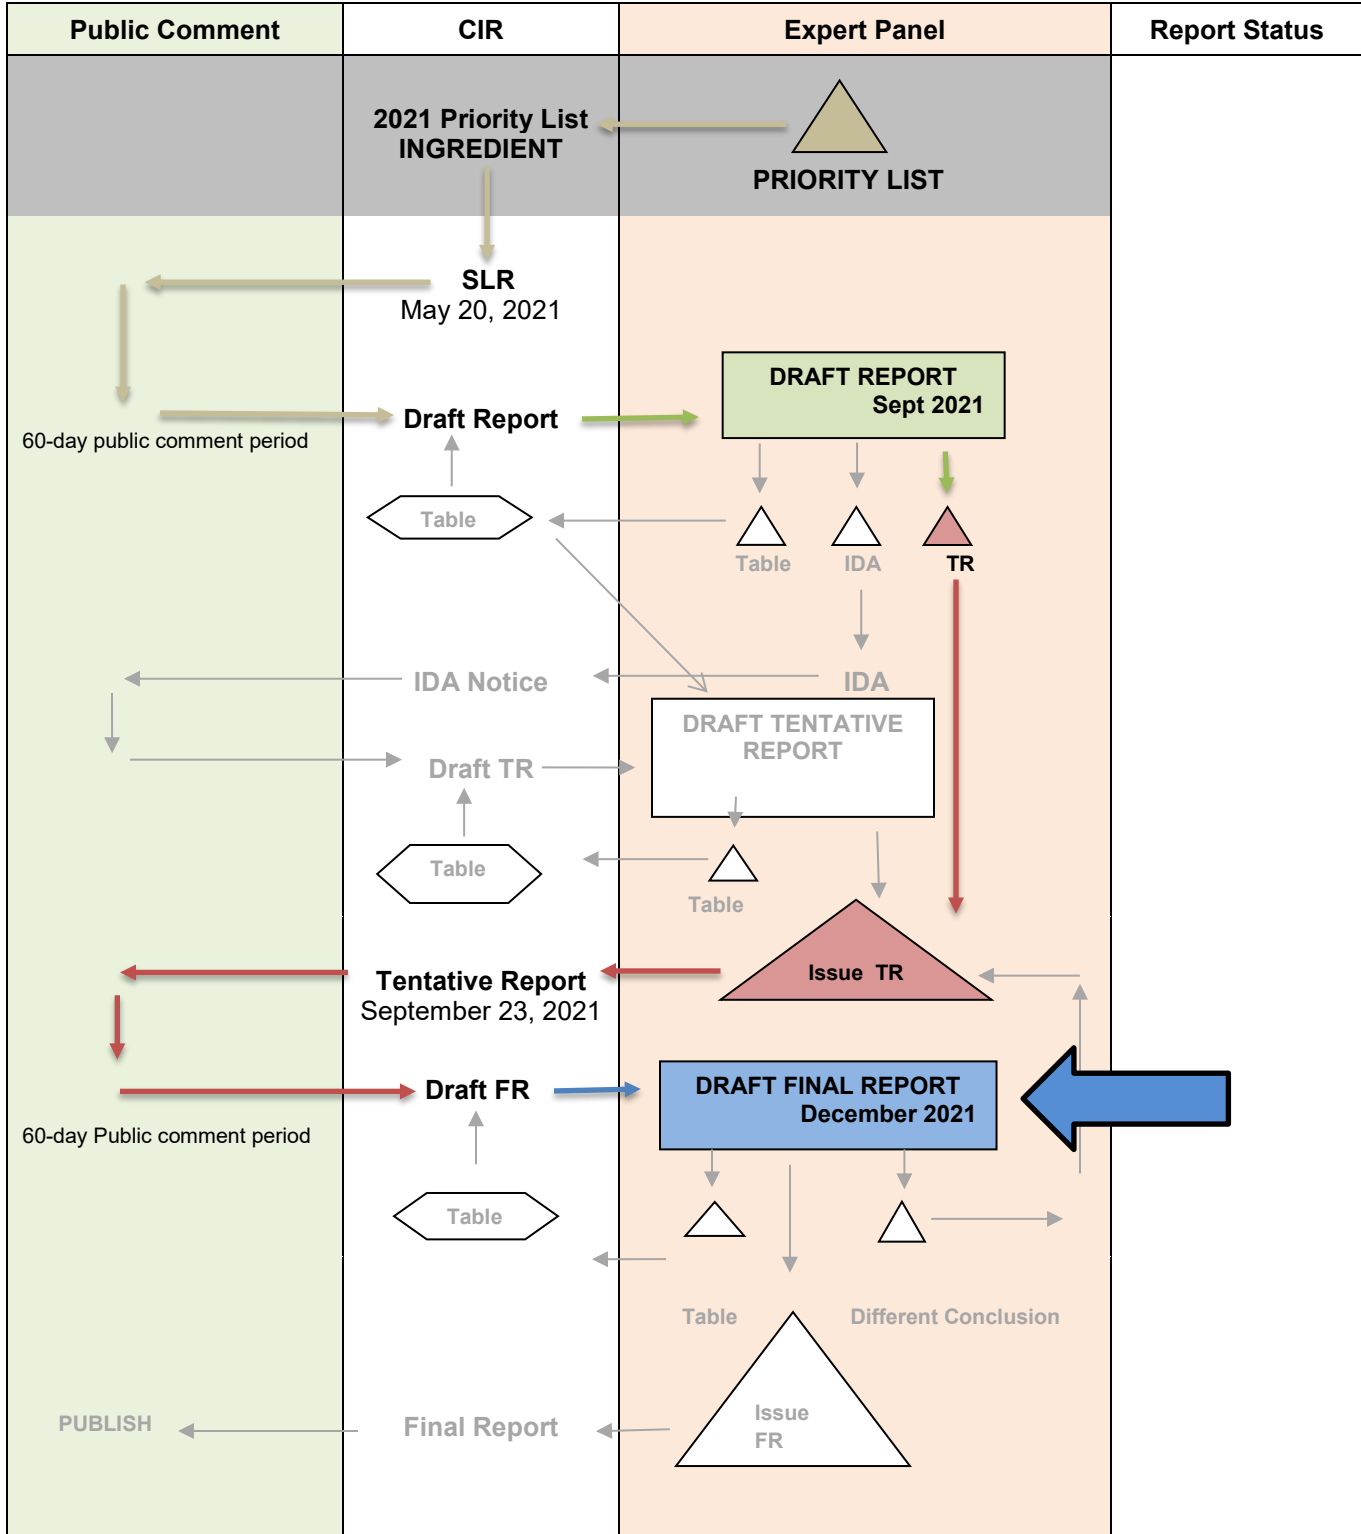 Public Comment
CIR
Expert Panel
Report Status
2021 Priority List
INGREDIENT
PRIORITY LIST
SLR
May 20, 2021
DRAFT REPORT
Sept 2021
60-day public comment period
Draft Report
Table
Table
IDA
TR
IDA Notice
IDA
DRAFT TENTATIVE
REPORT
Draft TR
Table
Table
Issue TR
Tentative Report
September 23, 2021
DRAFT FINAL REPORT
December 2021
Draft FR
60-day Public comment period
Table
Table
Different Conclusion
PUBLISH
Final Report
Issue
FR